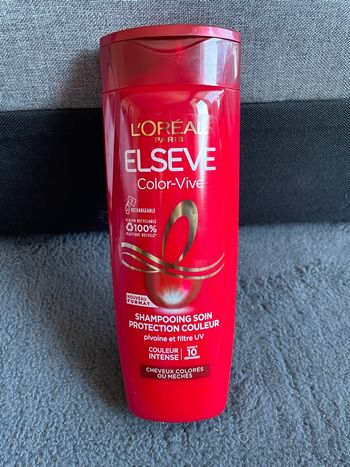 L'ORÉAL
PARIS
ELSEVE
Color-Vive
RECHARGEABLE
FLACON RECYCLABLE
100%
PLASTIQUE RECYCLÉ*
NOUVEAU
FORMAT
SHAMPOOING SOIN
PROTECTION COULEUR
pivoine et filtre UV
COULEUR
INTENSE
JUSQU'À
10
SEMAINES
CHEVEUX COLORÉS
OU MÉCHÉS